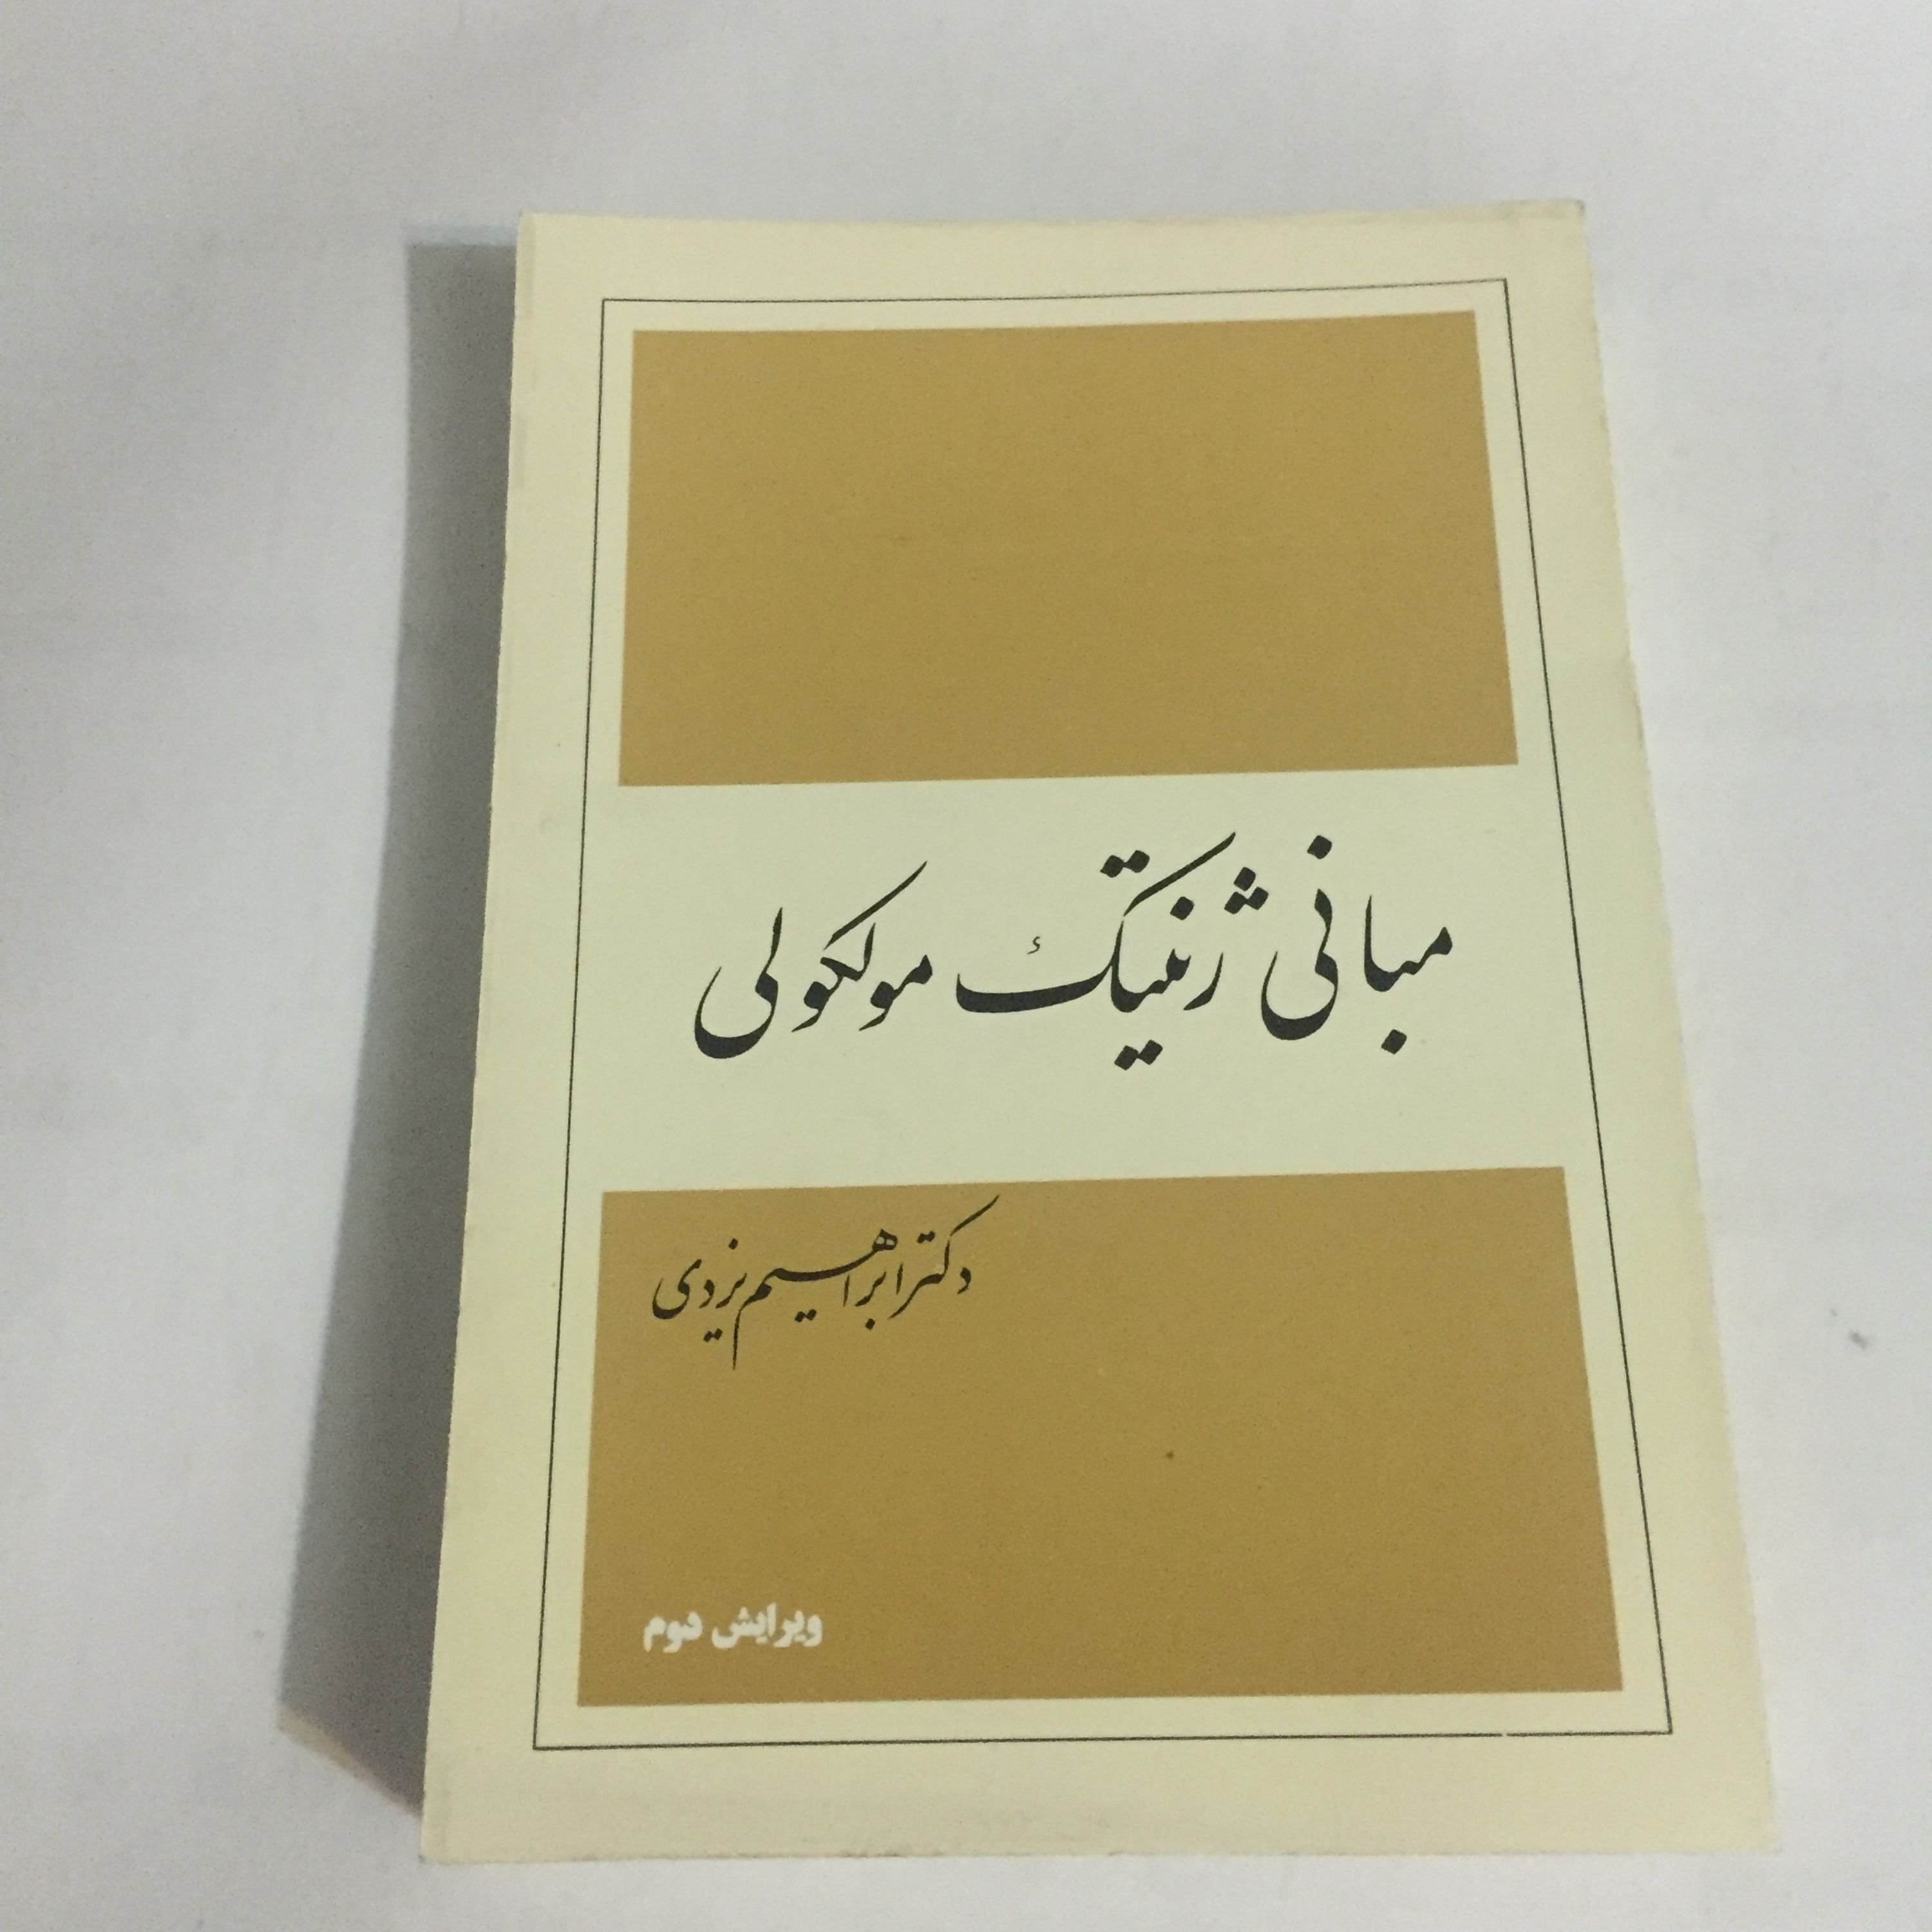 مبانی ژنتیک مولکولی
دکتر ابراهیم یزدی
ویرایش دوم